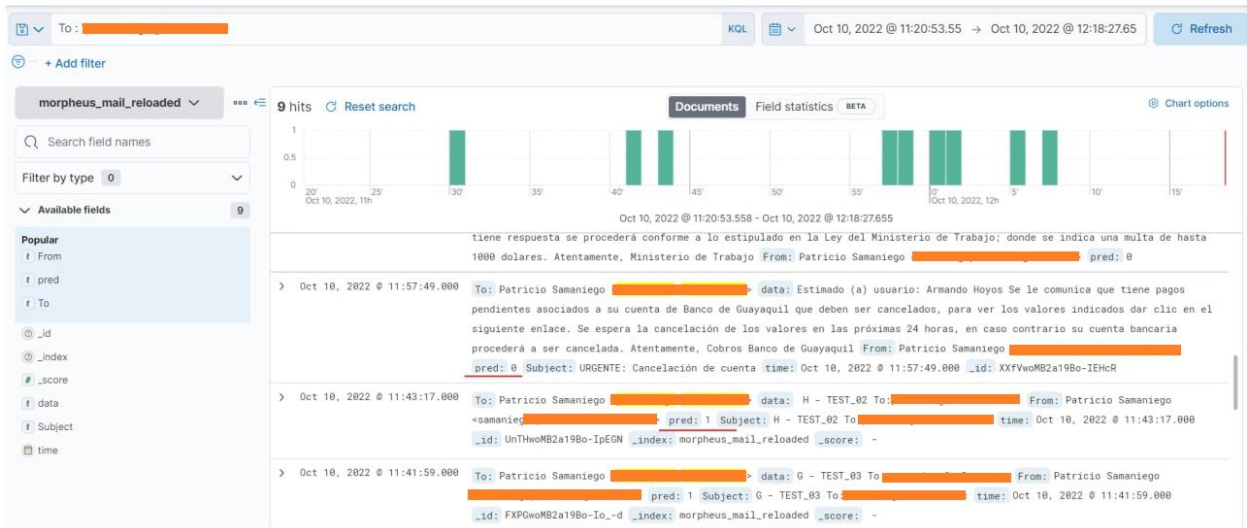 To :
KQL
Oct 10, 2022 @ 11:20:53.55 → Oct 10, 2022 @ 12:18:27.65
Refresh
+ Add filter
morpheus_mail_reloaded
Search field names
Filter by type 0
Available fields 9
Popular
t From
t pred
t To
_id
_index
# _score
t data
t Subject
time
9 hits Reset search
Documents Field statistics BETA
Chart options
1
0.5
0
20' 25' 30' 35' 40' 45' 50' 55' 0' 5' 10' 15'
Oct 10, 2022, 11h Oct 10, 2022, 12h
Oct 10, 2022 @ 11:20:53.558 - Oct 10, 2022 @ 12:18:27.655
tiene respuesta se procederá conforme a lo estipulado en la Ley del Ministerio de Trabajo; donde se indica una multa de hasta
1000 dolares. Atentamente, Ministerio de Trabajo From: Patricio Samaniego pred: 0
> Oct 10, 2022 @ 11:57:49.000 To: Patricio Samaniego > data: Estimado (a) usuario: Armando Hoyos Se le comunica que tiene pagos
pendientes asociados a su cuenta de Banco de Guayaquil que deben ser cancelados, para ver los valores indicados dar clic en el
siguiente enlace. Se espera la cancelación de los valores en las próximas 24 horas, en caso contrario su cuenta bancaria
procederá a ser cancelada. Atentamente, Cobros Banco de Guayaquil From: Patricio Samaniego
pred: 0 Subject: URGENTE: Cancelación de cuenta time: Oct 10, 2022 @ 11:57:49.000 _id: XXfVwoMB2a19Bo-IEHcR
> Oct 10, 2022 @ 11:43:17.000 To: Patricio Samaniego > data: H - TEST_02 To: From: Patricio Samaniego
<samanieg > pred: 1 Subject: H - TEST_02 To time: Oct 10, 2022 @ 11:43:17.000
_id: UnTHwoMB2a19Bo-IpEGN _index: morpheus_mail_reloaded _score: -
> Oct 10, 2022 @ 11:41:59.000 To: Patricio Samaniego > data: G - TEST_03 To From: Patricio Samaniego
pred: 1 Subject: G - TEST_03 To time: Oct 10, 2022 @ 11:41:59.000
_id: FXPGwoMB2a19Bo-Io_-d _index: morpheus_mail_reloaded _score: -